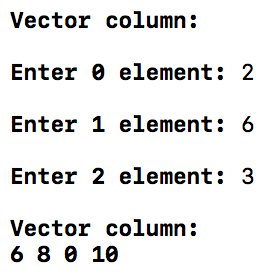 Vector column:
Enter 0 element: 2
Enter 1 element: 6
Enter 2 element: 3
Vector column:
6 8 0 10